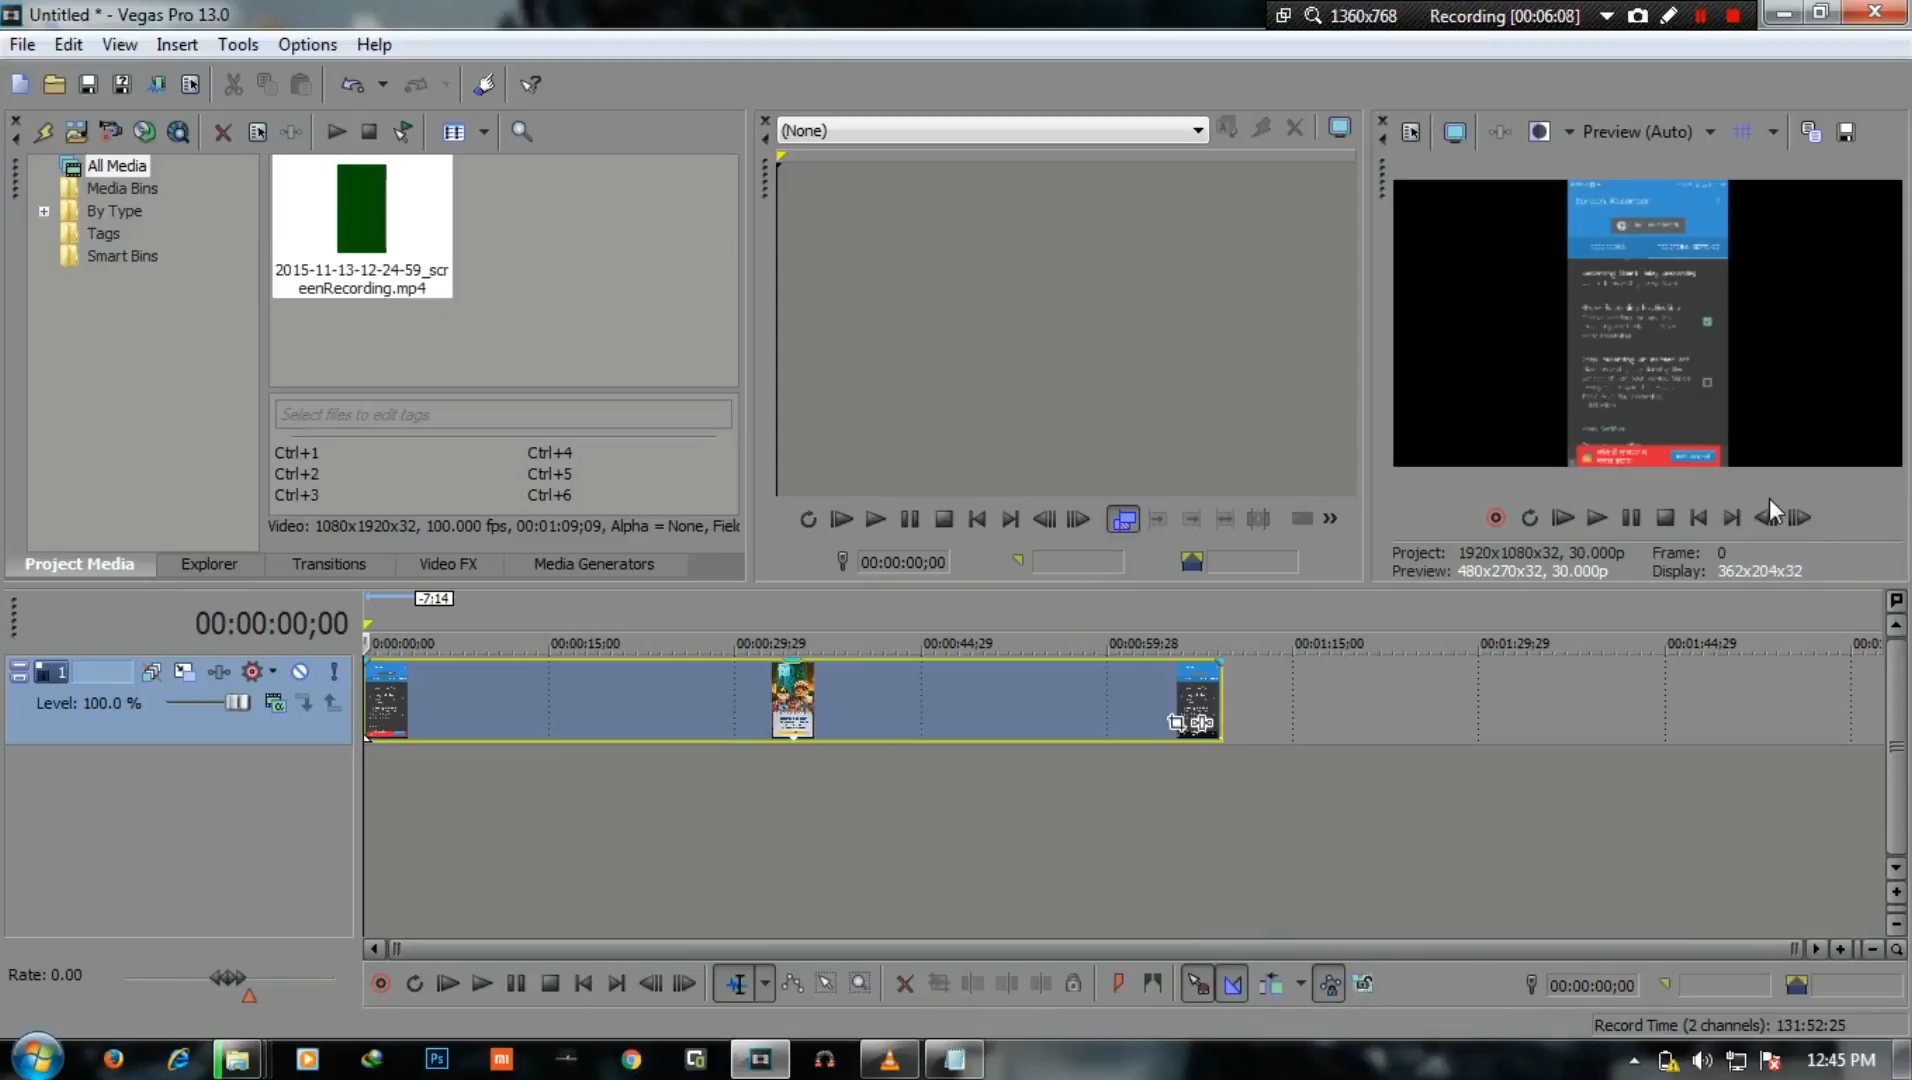 Untitled * - Vegas Pro 13.0
1360x768
Recording [00:06:08]
File
Edit
View
Insert
Tools
Options
Help
(None)
Preview (Auto)
All Media
Media Bins
By Type
Tags
Smart Bins
2015-11-13-12-24-59_scr
eenRecording.mp4
Select files to edit tags
Ctrl+1
Ctrl+4
Ctrl+2
Ctrl+5
Ctrl+3
Ctrl+6
Video: 1080x1920x32, 100.000 fps, 00:01:09;09, Alpha = None, Field
Project Media
Explorer
Transitions
Video FX
Media Generators
00:00:00;00
Project: 1920x1080x32, 30.000p
Frame: 0
Preview: 480x270x32, 30.000p
Display: 362x204x32
00:00:00;00
-7;14
0:00:00;00
00:00:15;00
00:00:29;29
00:00:44;29
00:00:59;28
00:01:15;00
00:01:29;29
00:01:44;29
00:0
1
Level: 100.0 %
Rate: 0.00
00:00:00;00
Record Time (2 channels): 131:52:25
Ps
mi
12:45 PM